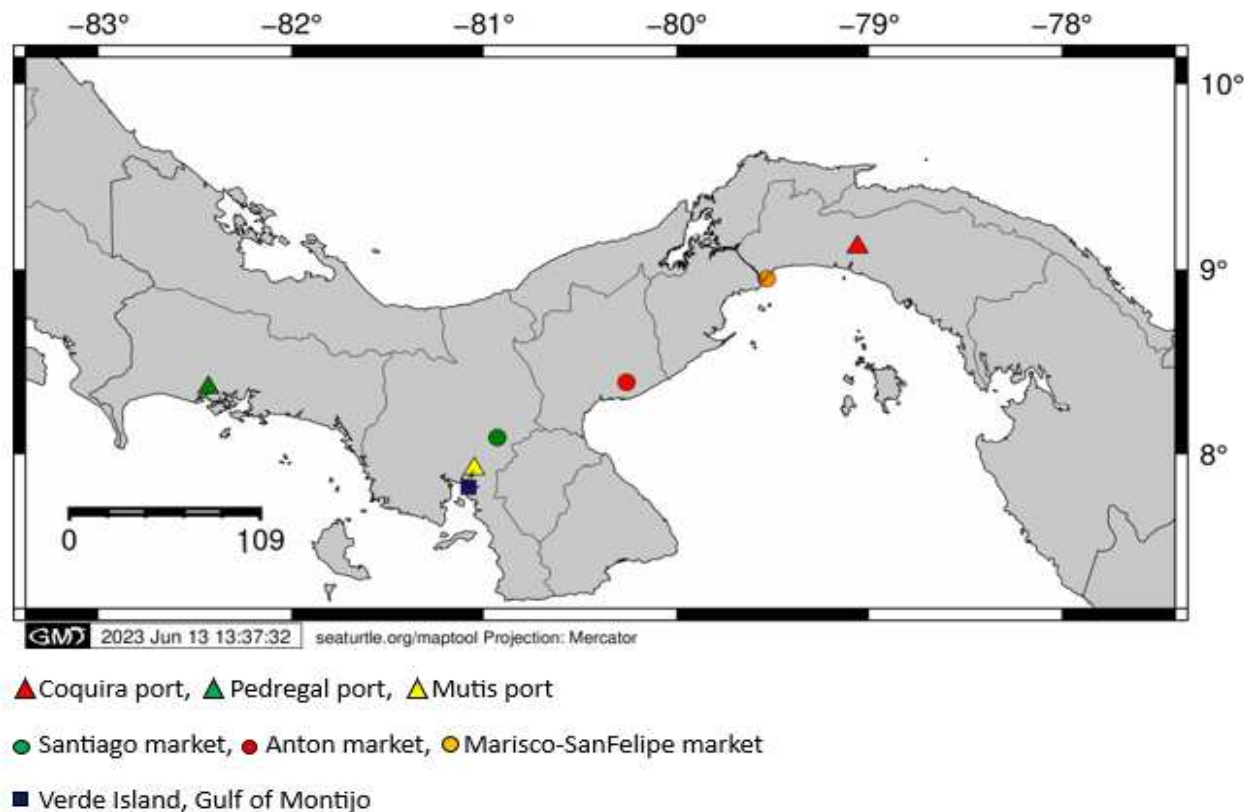 −83° −82° −81° −80° −79° −78°
10°
9°
8°
0 109
GMT 2023 Jun 13 13:37:32 seaturtle.org/maptool Projection: Mercator
Coquira port, Pedregal port, Mutis port
Santiago market, Anton market, Marisco-SanFelipe market
Verde Island, Gulf of Montijo